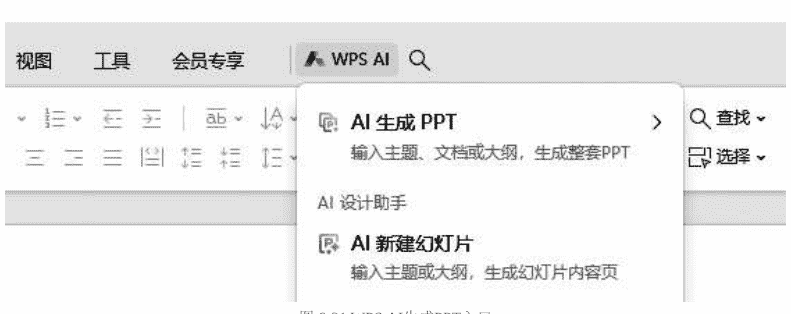 视图 工具 会员专享 WPS AI
AI 生成 PPT
查找
输入主题、文档或大纲，生成整套PPT
选择
AI 设计助手
AI 新建幻灯片
输入主题或大纲，生成幻灯片内容页